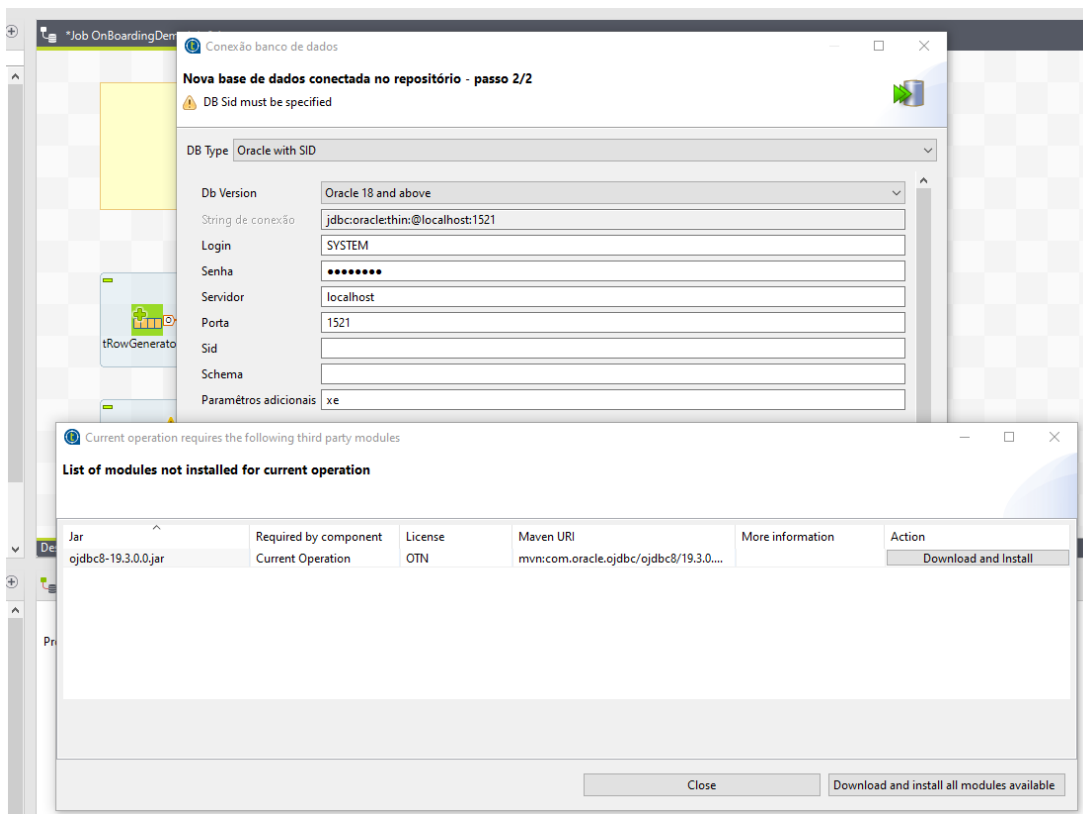 *Job OnBoardingDem
Conexão banco de dados
Nova base de dados conectada no repositório - passo 2/2
DB Sid must be specified
DB Type Oracle with SID
Db Version Oracle 18 and above
String de conexão jdbc:oracle:thin:@localhost:1521
Login SYSTEM
Senha ●●●●●●●●
Servidor localhost
Porta 1521
tRowGenerato
Sid
Schema
Paramêtros adicionais xe
Current operation requires the following third party modules
List of modules not installed for current operation
Jar Required by component License Maven URI More information Action
ojdbc8-19.3.0.0.jar Current Operation OTN mvn:com.oracle.ojdbc/ojdbc8/19.3.0.... Download and Install
De
Pr
Close Download and install all modules available